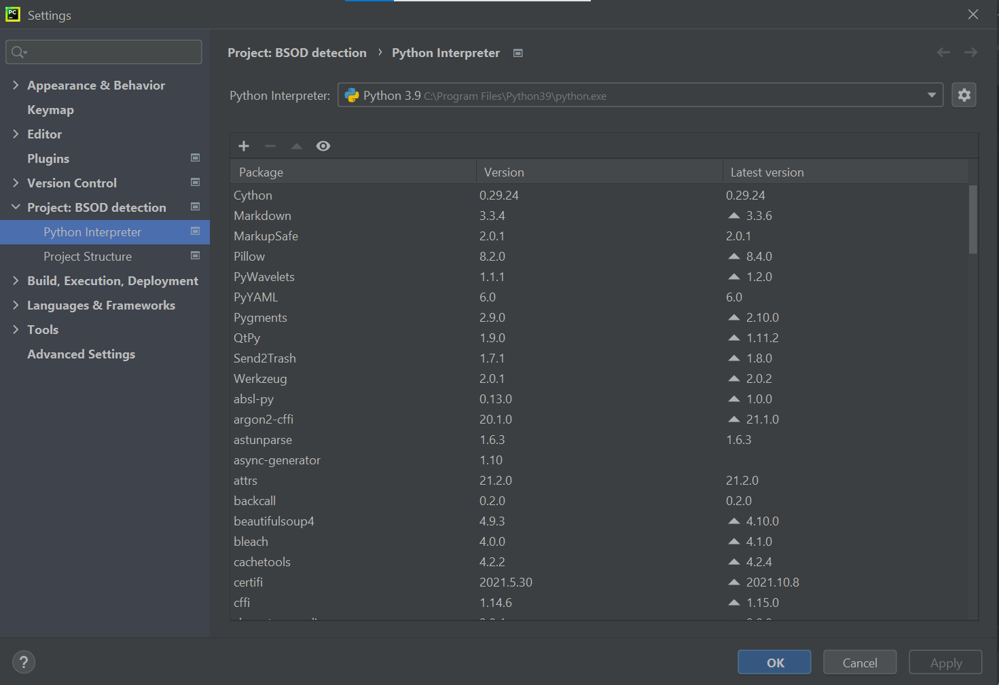 PC
Settings
Project: BSOD detection › Python Interpreter
Python Interpreter: Python 3.9 C:\Program Files\Python39\python.exe
Appearance & Behavior
Keymap
Editor
Plugins
Version Control
Project: BSOD detection
Python Interpreter
Project Structure
Build, Execution, Deployment
Languages & Frameworks
Tools
Advanced Settings
Package Version Latest version
Cython 0.29.24 0.29.24
Markdown 3.3.4 3.3.6
MarkupSafe 2.0.1 2.0.1
Pillow 8.2.0 8.4.0
PyWavelets 1.1.1 1.2.0
PyYAML 6.0 6.0
Pygments 2.9.0 2.10.0
QtPy 1.9.0 1.11.2
Send2Trash 1.7.1 1.8.0
Werkzeug 2.0.1 2.0.2
absl-py 0.13.0 1.0.0
argon2-cffi 20.1.0 21.1.0
astunparse 1.6.3 1.6.3
async-generator 1.10
attrs 21.2.0 21.2.0
backcall 0.2.0 0.2.0
beautifulsoup4 4.9.3 4.10.0
bleach 4.0.0 4.1.0
cachetools 4.2.2 4.2.4
certifi 2021.5.30 2021.10.8
cffi 1.14.6 1.15.0
? OK Cancel Apply